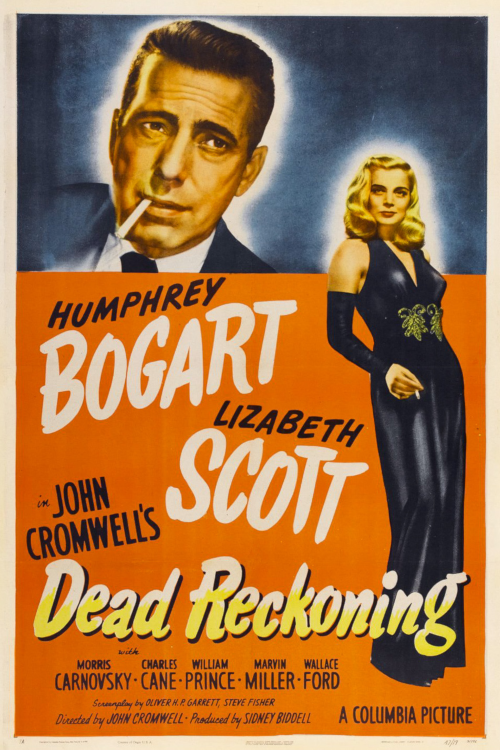 HUMPHREY
BOGART
LIZABETH
SCOTT
in JOHN
CROMWELL'S
Dead Reckoning
with
MORRIS CARNOVSKY · CHARLES CANE · WILLIAM PRINCE · MARVIN MILLER · WALLACE FORD
Screenplay by OLIVER H.P. GARRETT, STEVE FISHER
Directed by JOHN CROMWELL · Produced by SIDNEY BIDDELL
A COLUMBIA PICTURE